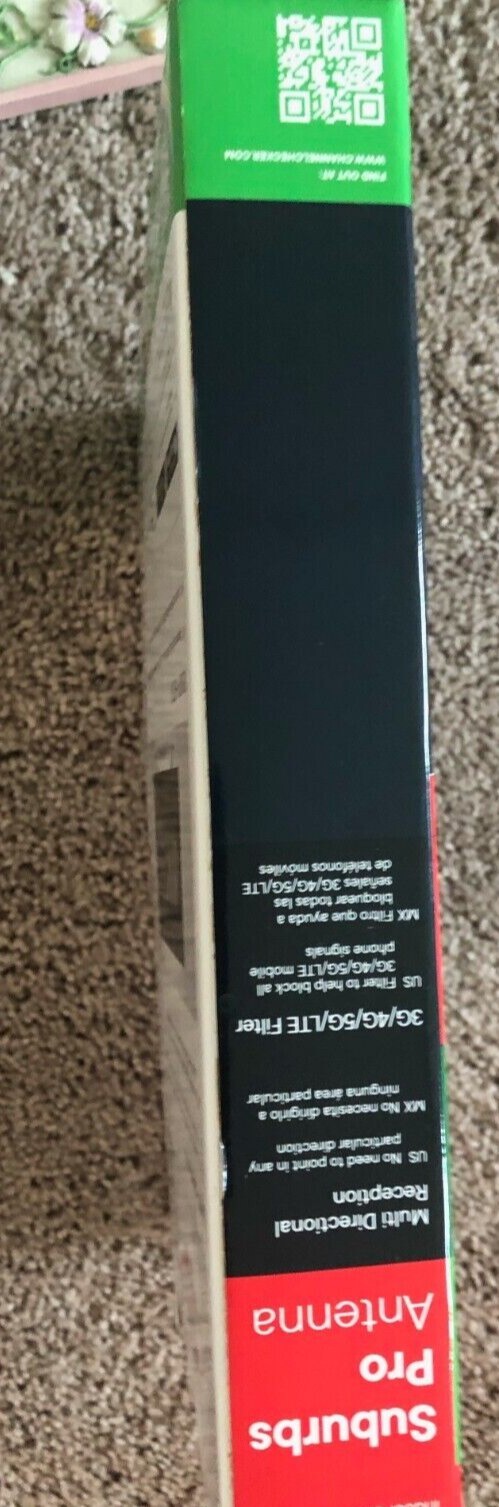 Suburbs
Pro
Antenna
Multi Directional
Reception
US No need to point in any
particular direction
MX No necesita dirigirlo a
ninguna área particular
3G/4G/5G/LTE Filter
US Filter to help block all
3G/4G/5G/LTE mobile
phone signals
MX Filtro que ayuda a
bloquear todas las
señales 3G/4G/5G/LTE
de teléfonos móviles
FIND OUT AT:
WWW.CHANNELCHECKER.COM